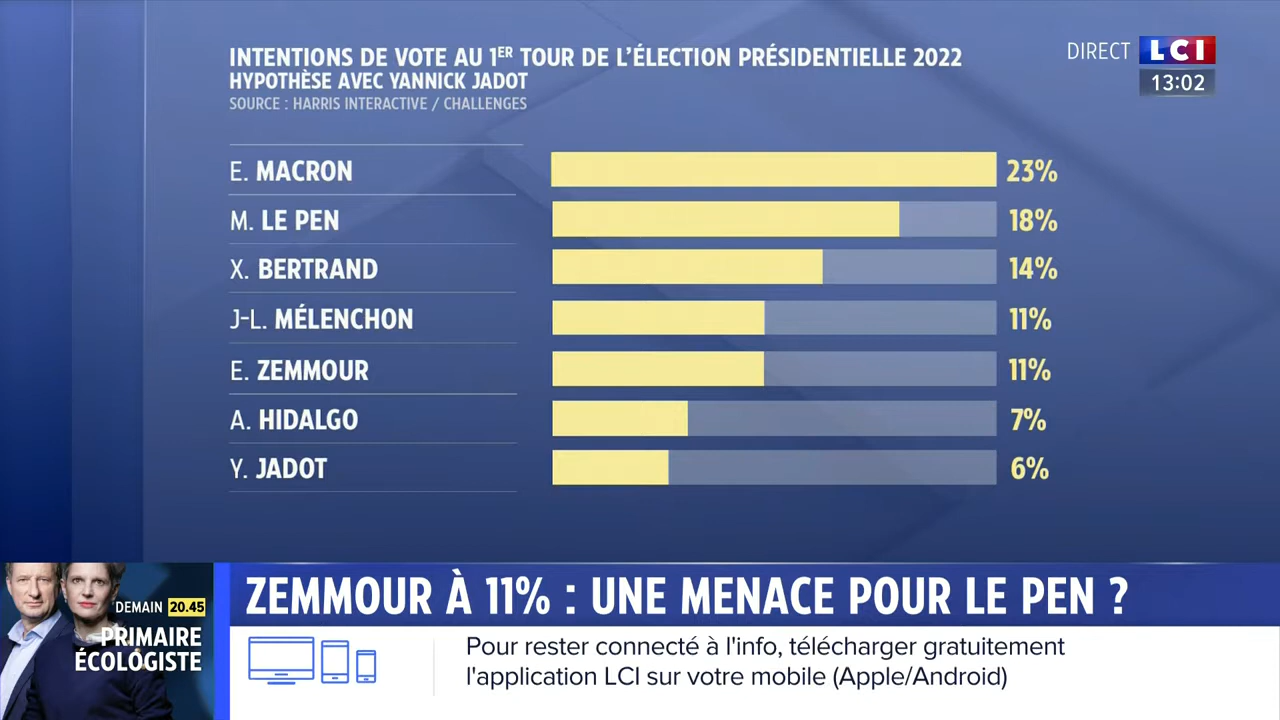 INTENTIONS DE VOTE AU 1ER TOUR DE L'ÉLECTION PRÉSIDENTIELLE 2022
HYPOTHÈSE AVEC YANNICK JADOT
SOURCE : HARRIS INTERACTIVE / CHALLENGES
DIRECT LCI
13:02
E. MACRON 23%
M. LE PEN 18%
X. BERTRAND 14%
J-L. MÉLENCHON 11%
E. ZEMMOUR 11%
A. HIDALGO 7%
Y. JADOT 6%
DEMAIN 20.45
PRIMAIRE
ÉCOLOGISTE
ZEMMOUR À 11% : UNE MENACE POUR LE PEN ?
Pour rester connecté à l'info, télécharger gratuitement
l'application LCI sur votre mobile (Apple/Android)